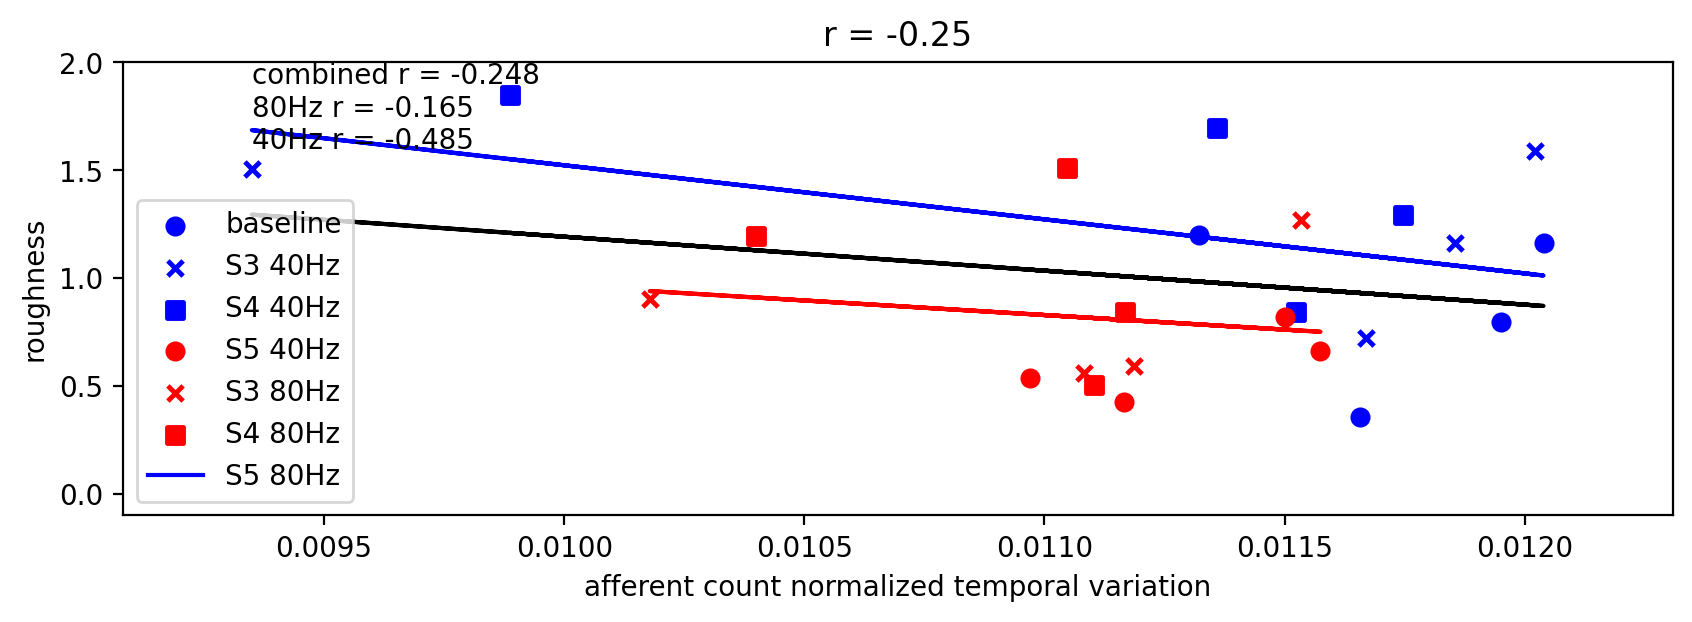 r = -0.25
combined r = -0.248
80Hz r = -0.165
40Hz r = -0.485
2.0
1.5
1.0
0.5
0.0
roughness
baseline
S3 40Hz
S4 40Hz
S5 40Hz
S3 80Hz
S4 80Hz
S5 80Hz
0.0095 0.0100 0.0105 0.0110 0.0115 0.0120
afferent count normalized temporal variation